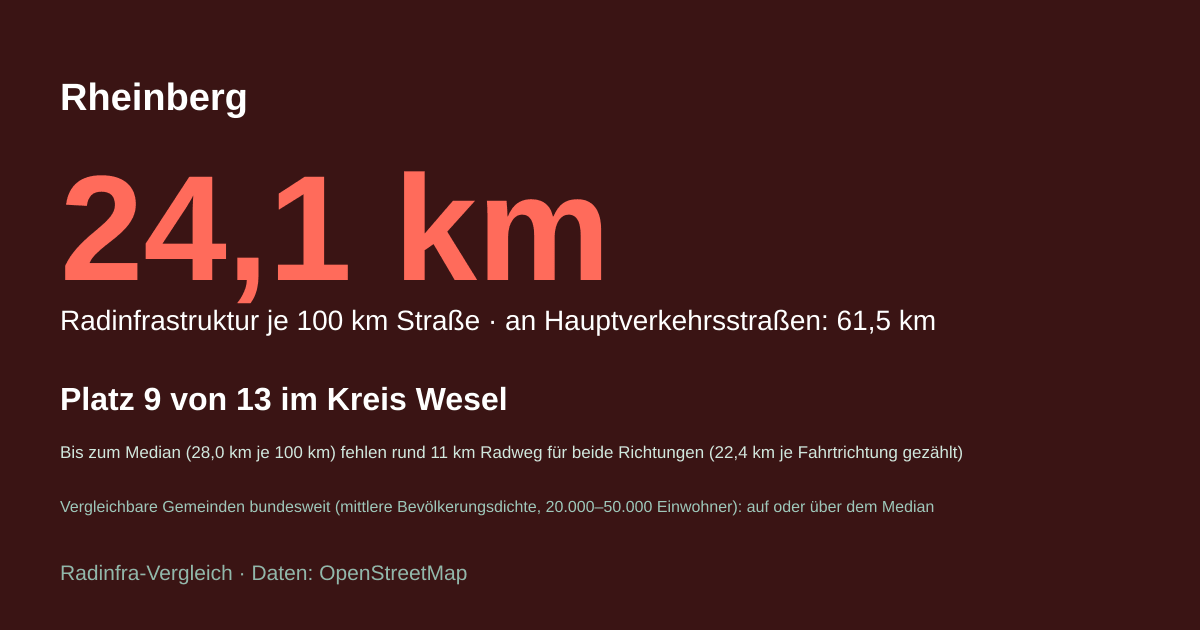 Rheinberg
24,1 km
Radinfrastruktur je 100 km Straße · an Hauptverkehrsstraßen: 61,5 km
Platz 9 von 13 im Kreis Wesel
Bis zum Median (28,0 km je 100 km) fehlen rund 11 km Radweg für beide Richtungen (22,4 km je Fahrtrichtung gezählt)
Vergleichbare Gemeinden bundesweit (mittlere Bevölkerungsdichte, 20.000–50.000 Einwohner): auf oder über dem Median
Radinfra-Vergleich · Daten: OpenStreetMap